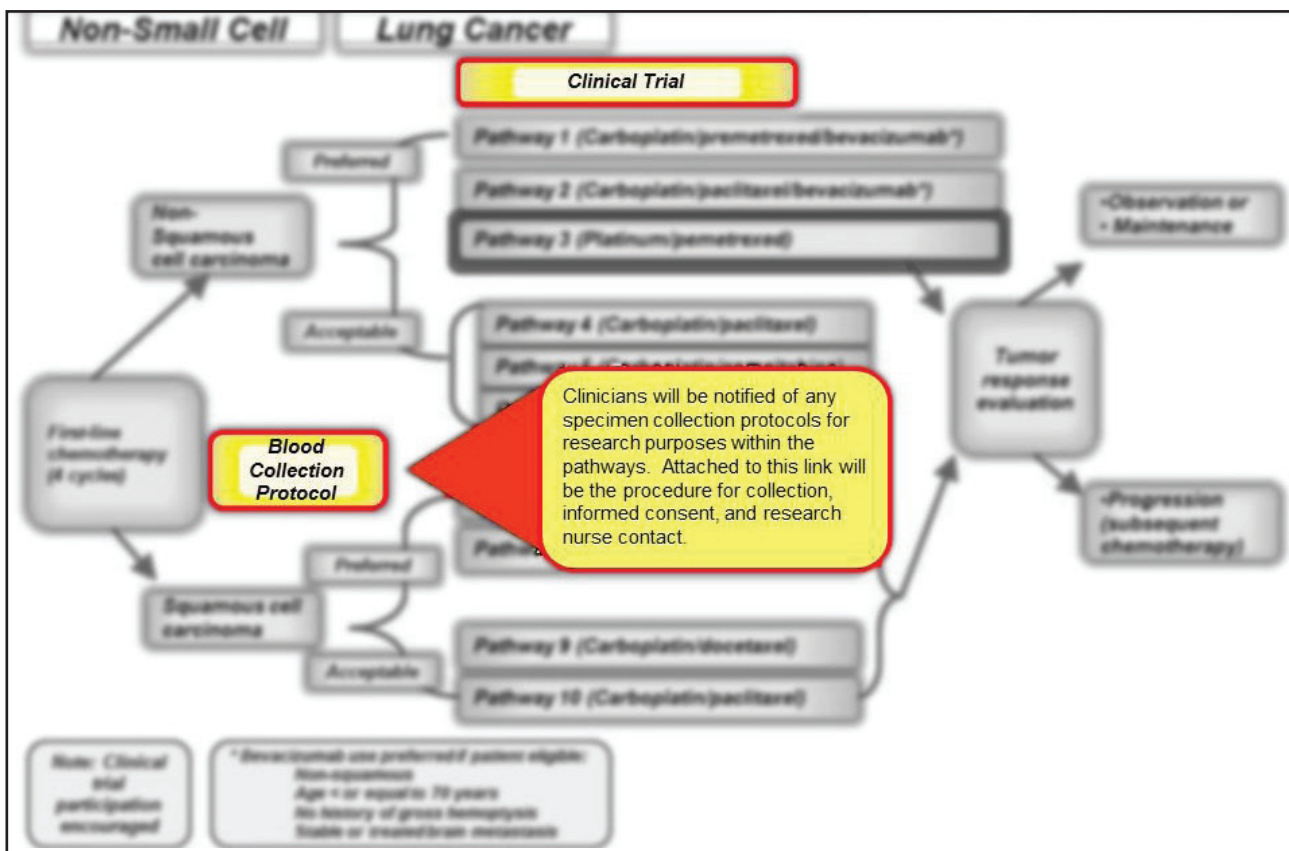 Non-Small Cell
Lung Cancer
Clinical Trial
Pathway 1 (Carboplatin/premetrexed/bevacizumab*)
Preferred
Pathway 2 (Carboplatin/paclitaxel/bevacizumab*)
Non-
Squamous
cell carcinoma
Pathway 3 (Platinum/pemetrexed)
•Observation or
• Maintenance
Acceptable
Pathway 4 (Carboplatin/paclitaxel)
Tumor
response
evaluation
First-line
chemotherapy
(4 cycles)
Blood
Collection
Protocol
Clinicians will be notified of any
specimen collection protocols for
research purposes within the
pathways.  Attached to this link will
be the procedure for collection,
informed consent, and research
nurse contact.
•Progression
(subsequent
chemotherapy)
Preferred
Squamous cell
carcinoma
Acceptable
Pathway 9 (Carboplatin/docetaxel)
Pathway 10 (Carboplatin/paclitaxel)
Note: Clinical
trial
participation
encouraged
* Bevacizumab use preferred if patient eligible:
Non-squamous
Age < or equal to 70 years
No history of gross hemoptysis
Stable or treated brain metastasis